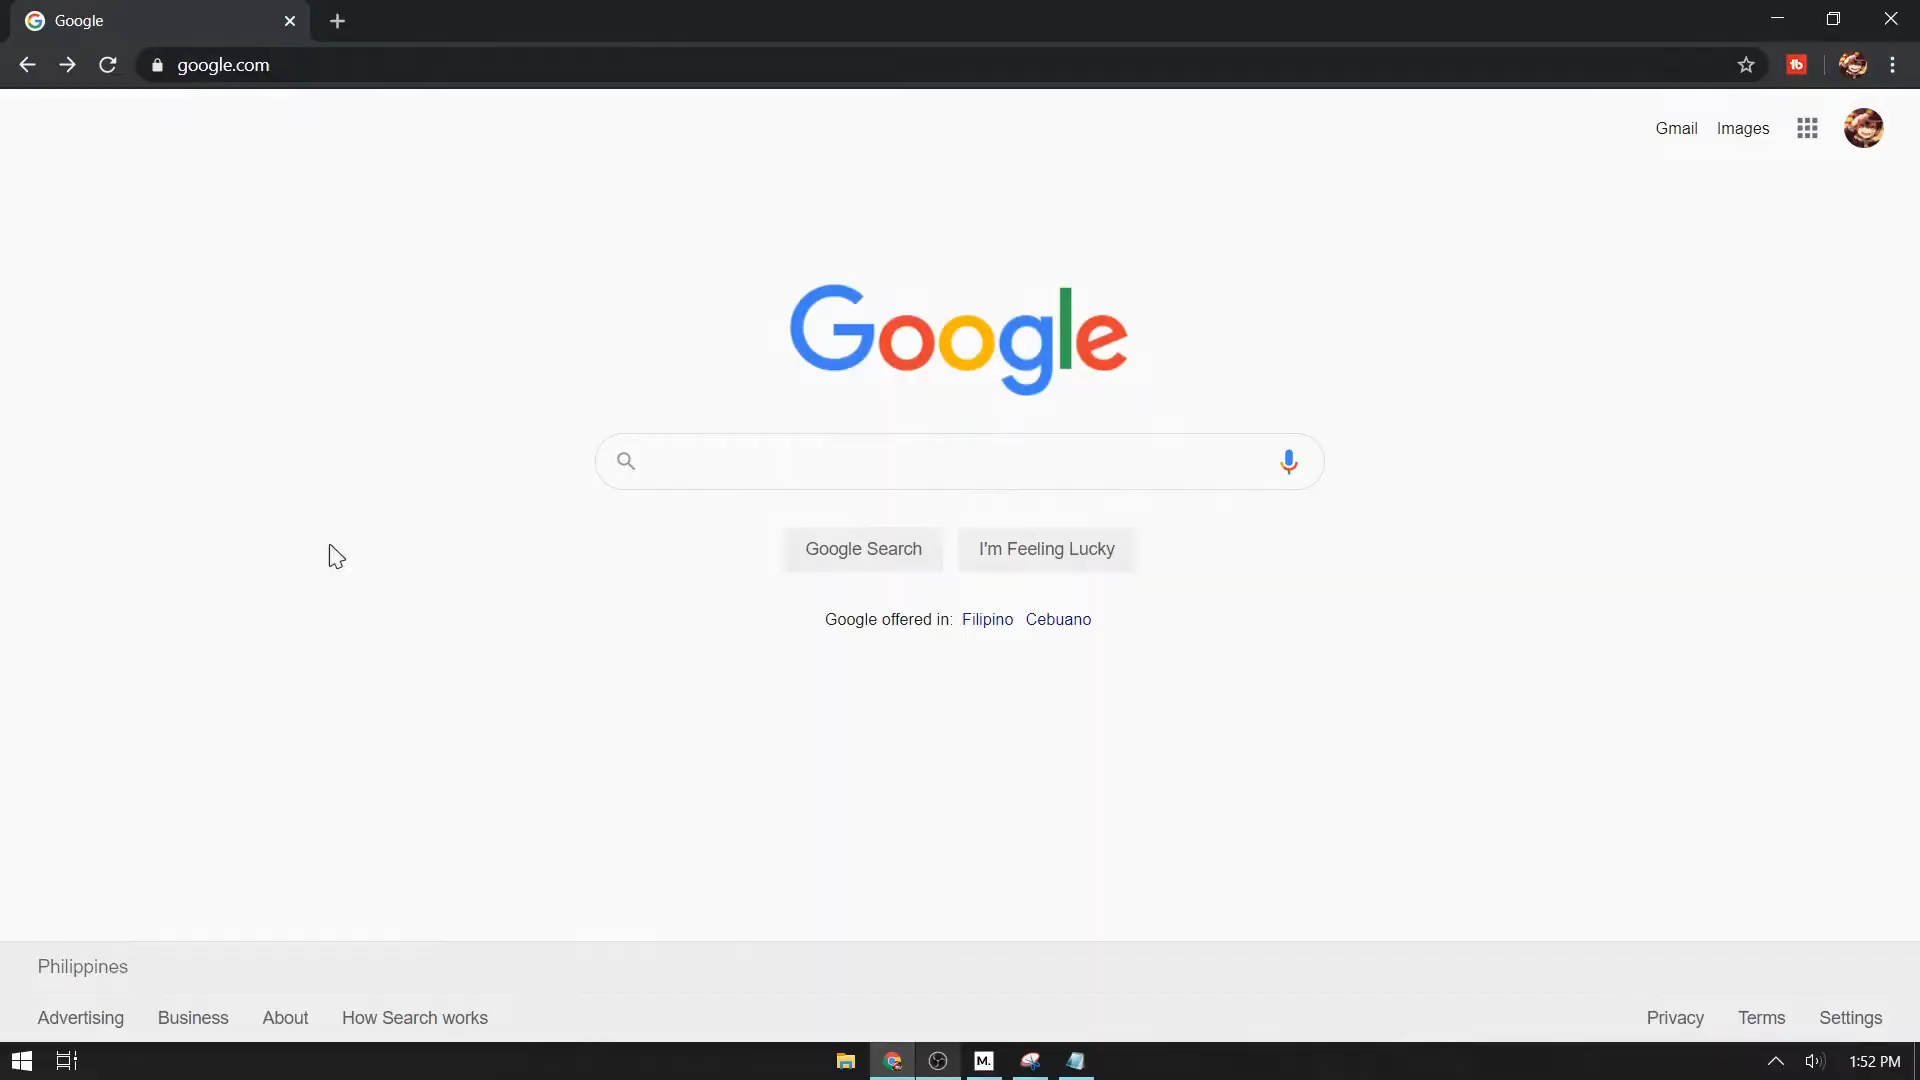 Google
google.com
tb
Gmail Images
Google
Google Search I'm Feeling Lucky
Google offered in: Filipino Cebuano
Philippines
Advertising Business About How Search works Privacy Terms Settings
M.
1:52 PM